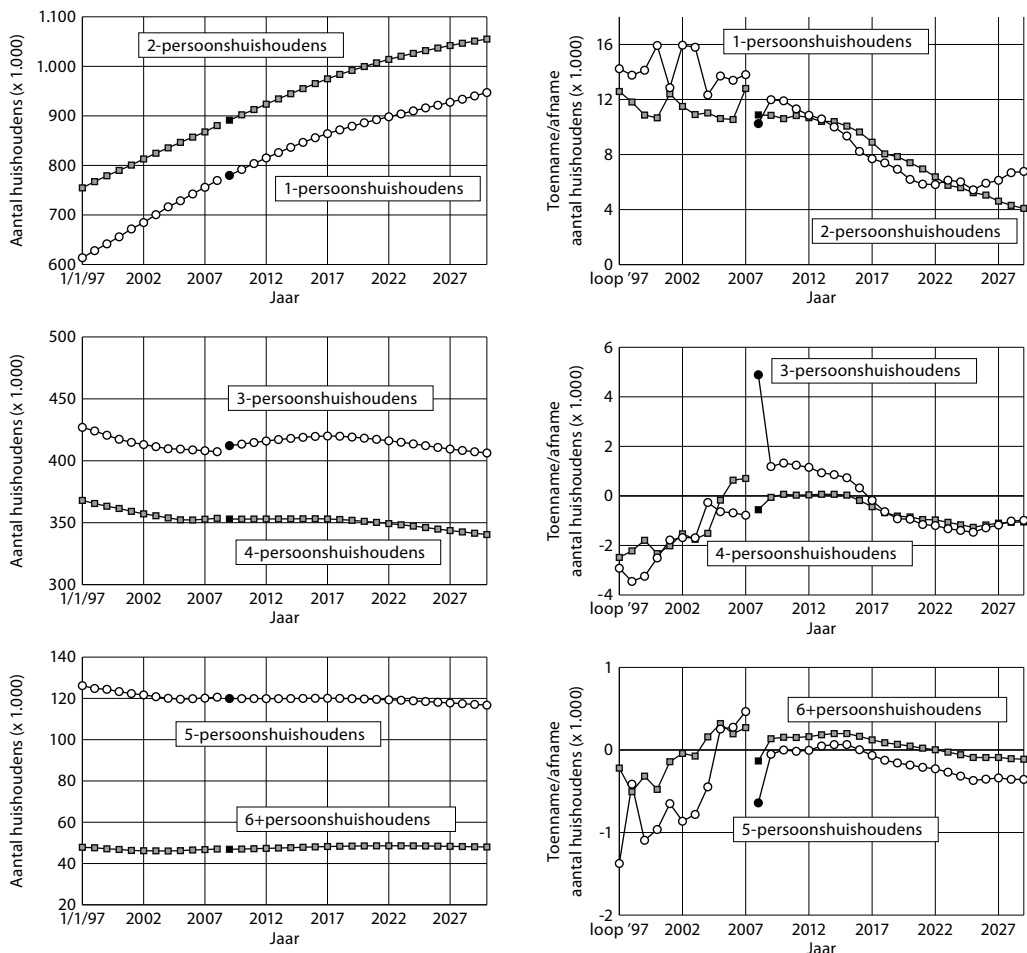 Aantal huishoudens (x 1.000)
1.100
1.000
900
800
700
600
2-persoonshuishoudens
1-persoonshuishoudens
1/1/97 2002 2007 2012 2017 2022 2027
Jaar
Toenname/afname
aantal huishoudens (x 1.000)
16
12
8
4
0
1-persoonshuishoudens
2-persoonshuishoudens
loop '97 2002 2007 2012 2017 2022 2027
Jaar
Aantal huishoudens (x 1.000)
500
450
400
350
300
3-persoonshuishoudens
4-persoonshuishoudens
1/1/97 2002 2007 2012 2017 2022 2027
Jaar
Toenname/afname
aantal huishoudens (x 1.000)
6
4
2
0
-2
-4
3-persoonshuishoudens
4-persoonshuishoudens
loop '97 2002 2007 2012 2017 2022 2027
Jaar
Aantal huishoudens (x 1.000)
140
120
100
80
60
40
20
5-persoonshuishoudens
6+persoonshuishoudens
1/1/97 2002 2007 2012 2017 2022 2027
Jaar
Toenname/afname
aantal huishoudens (x 1.000)
1
0
-1
-2
6+persoonshuishoudens
5-persoonshuishoudens
loop '97 2002 2007 2012 2017 2022 2027
Jaar